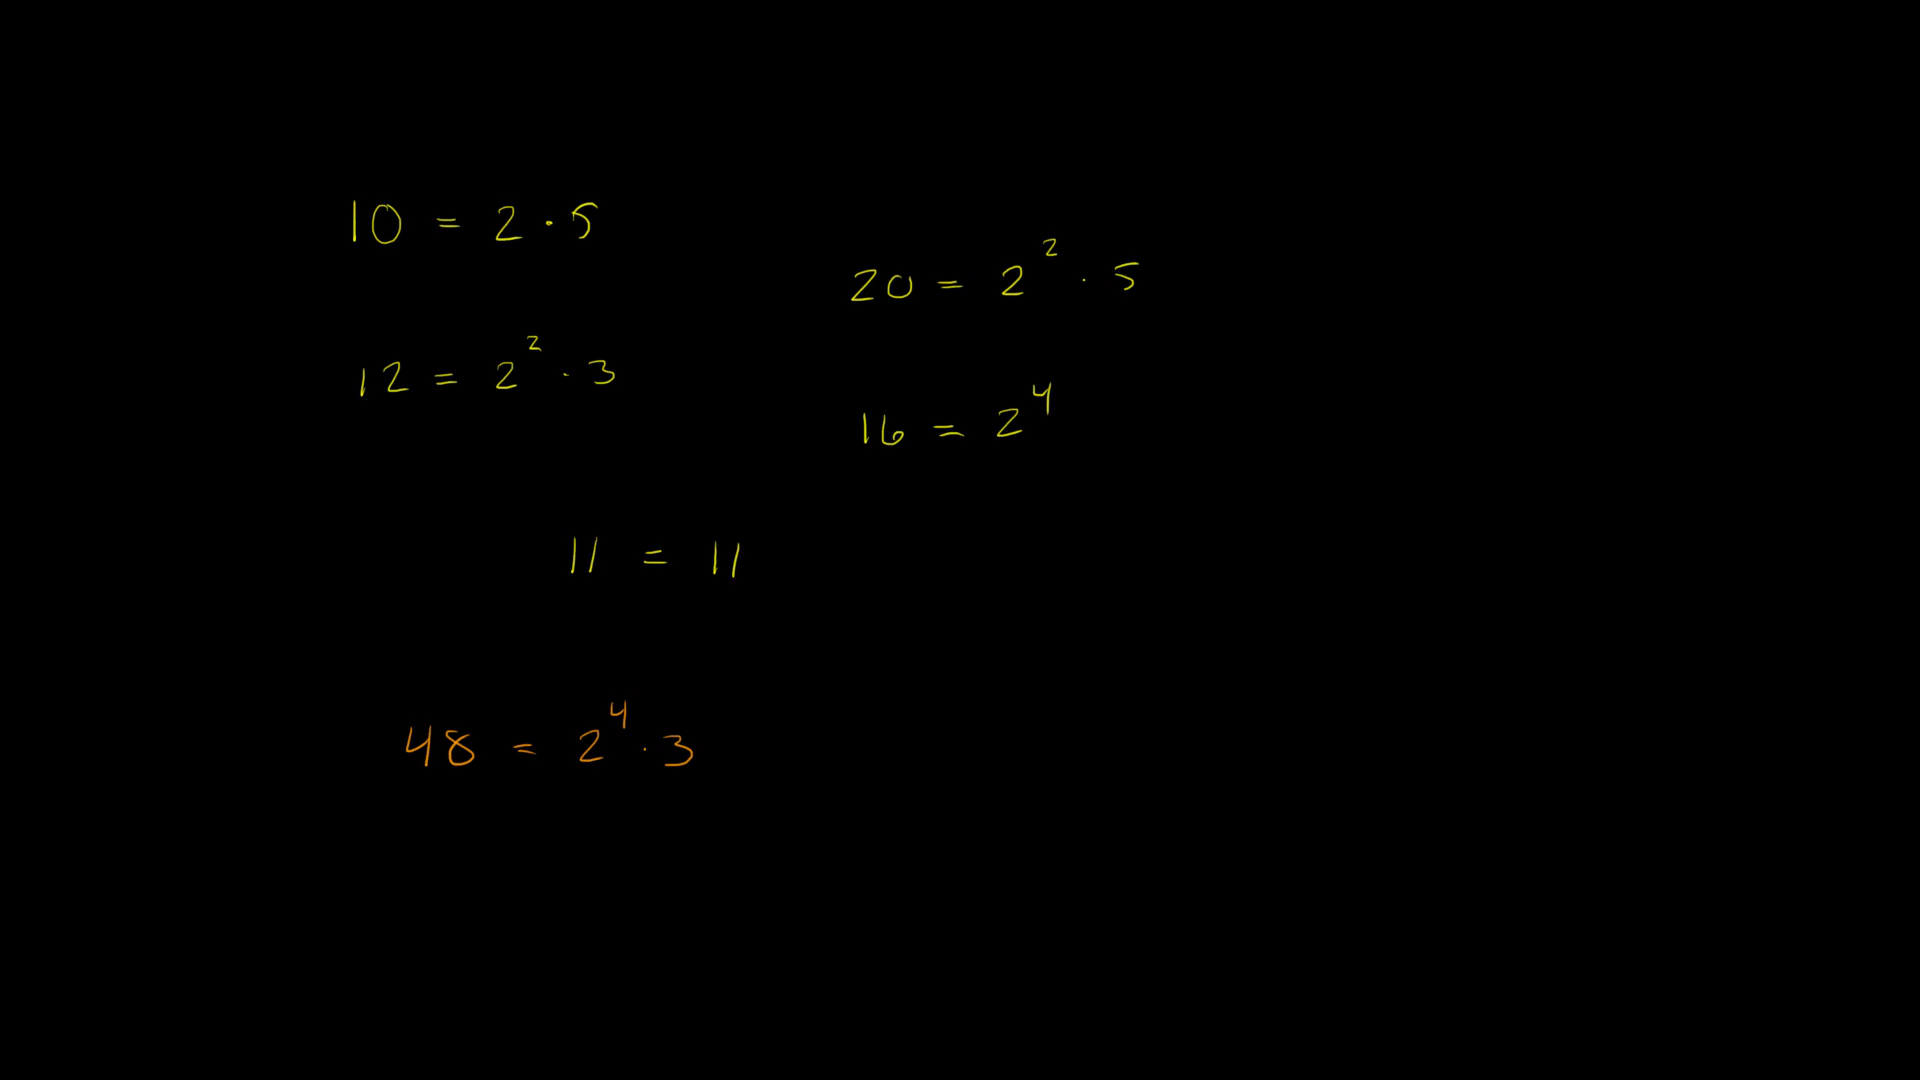 10 = 2 · 5
20 = 2² · 5
12 = 2² · 3
16 = 2⁴
11 = 11
48 = 2⁴ · 3